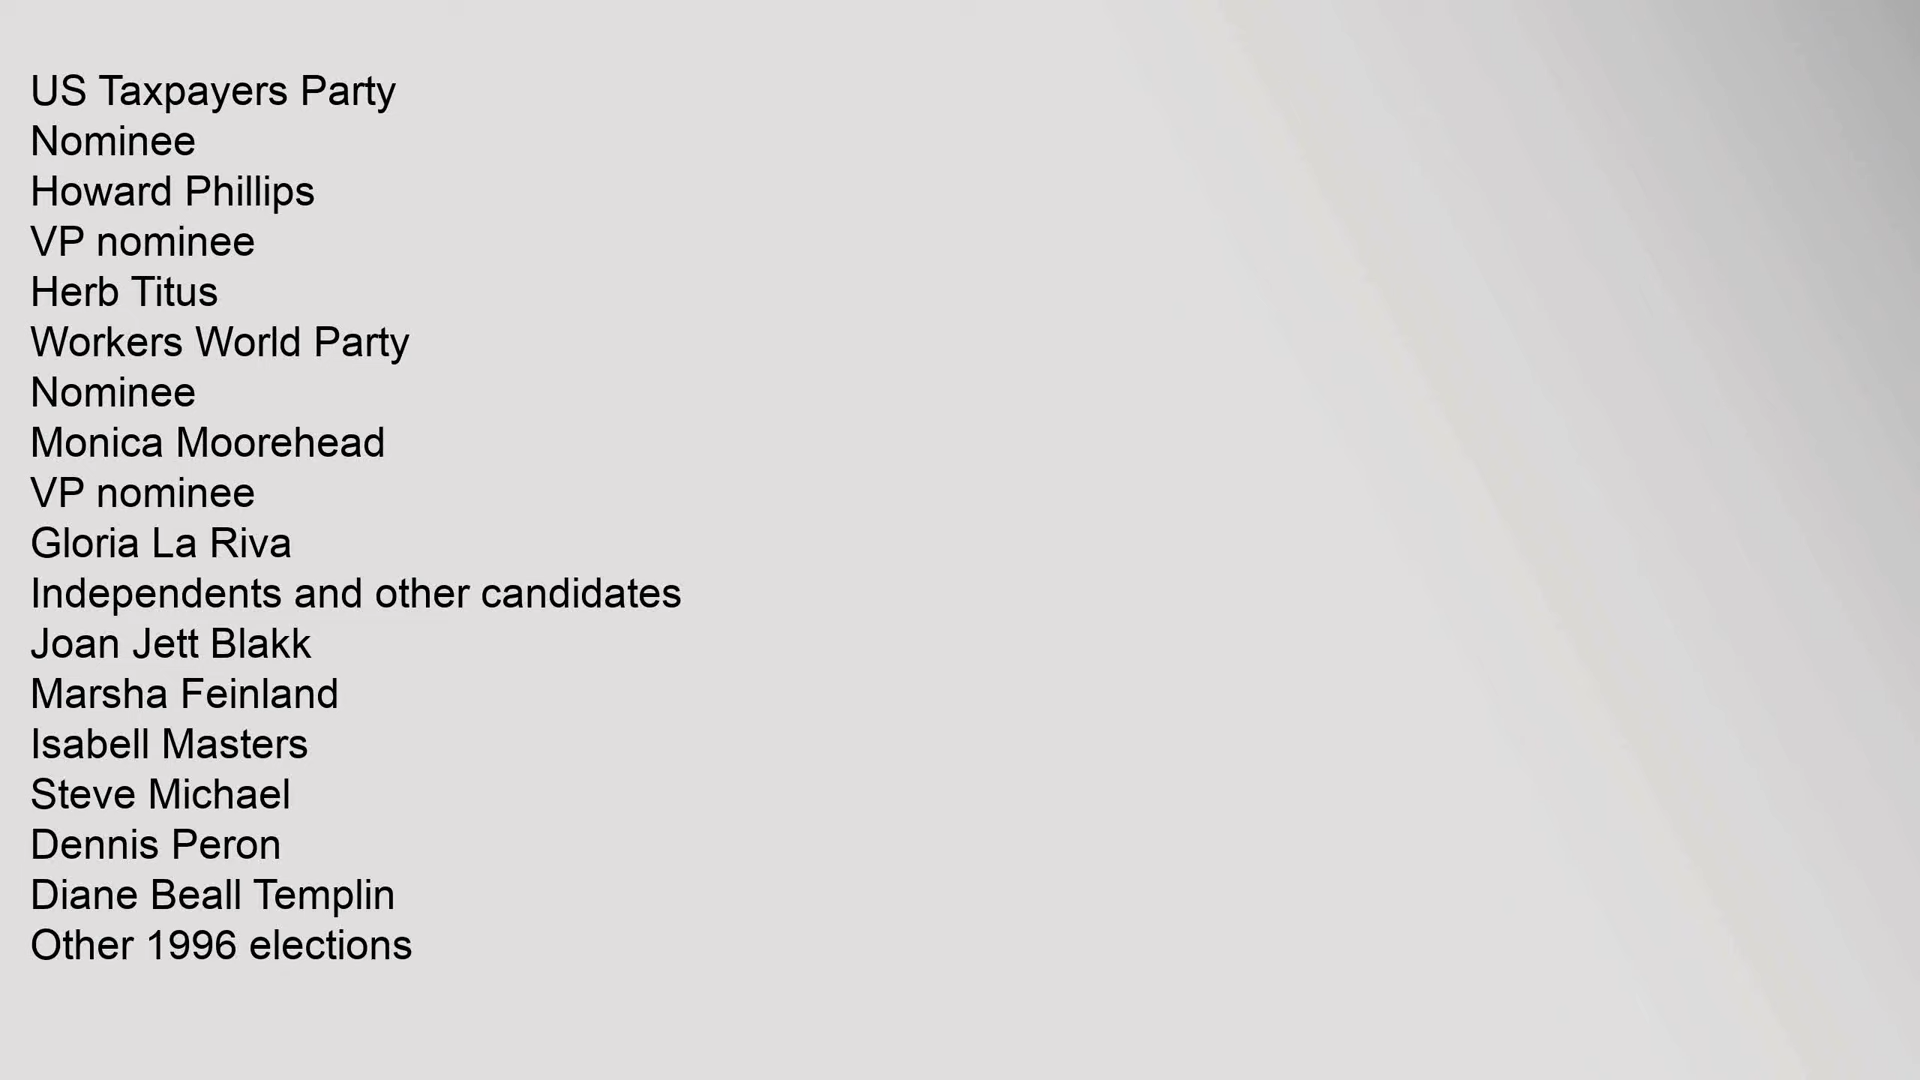 US Taxpayers Party
Nominee
Howard Phillips
VP nominee
Herb Titus
Workers World Party
Nominee
Monica Moorehead
VP nominee
Gloria La Riva
Independents and other candidates
Joan Jett Blakk
Marsha Feinland
Isabell Masters
Steve Michael
Dennis Peron
Diane Beall Templin
Other 1996 elections